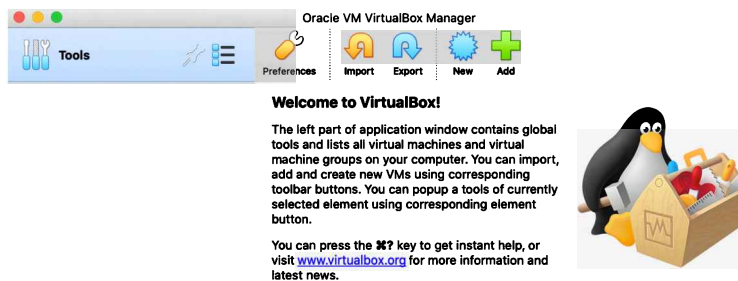 Oracle VM VirtualBox Manager
Tools
Preferences Import Export New Add
Welcome to VirtualBox!
The left part of application window contains global
tools and lists all virtual machines and virtual
machine groups on your computer. You can import,
add and create new VMs using corresponding
toolbar buttons. You can popup a tools of currently
selected element using corresponding element
button.
You can press the ⌘? key to get instant help, or
visit www.virtualbox.org for more information and
latest news.